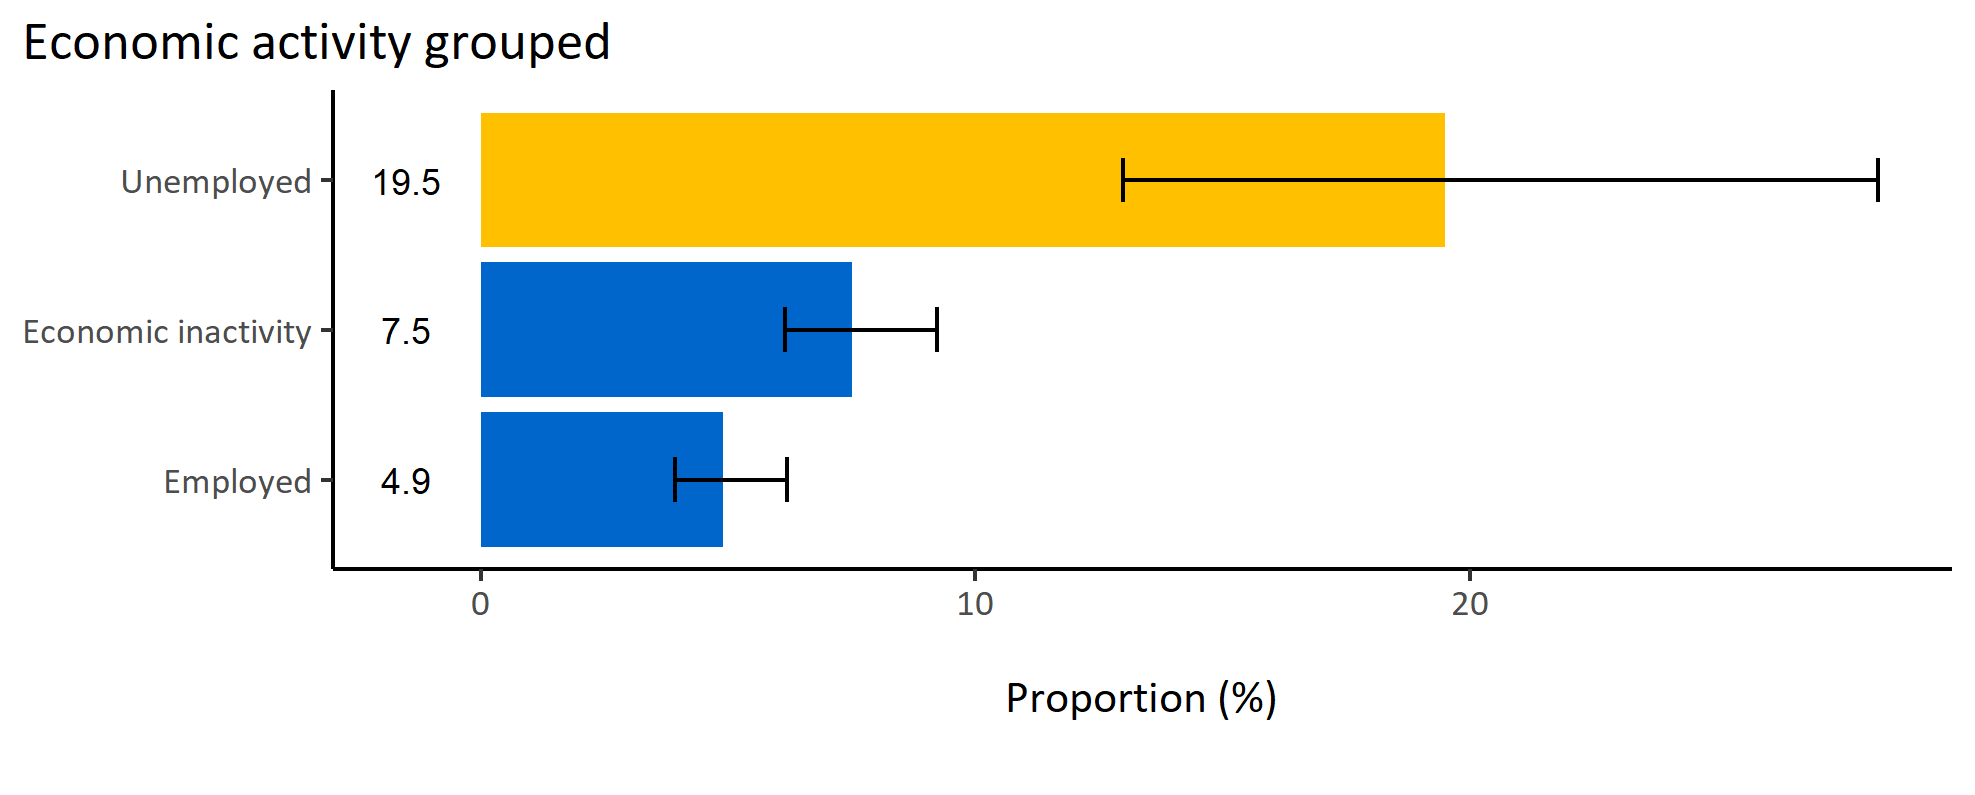 Economic activity grouped
Unemployed 19.5
Economic inactivity 7.5
Employed 4.9
0 10 20
Proportion (%)